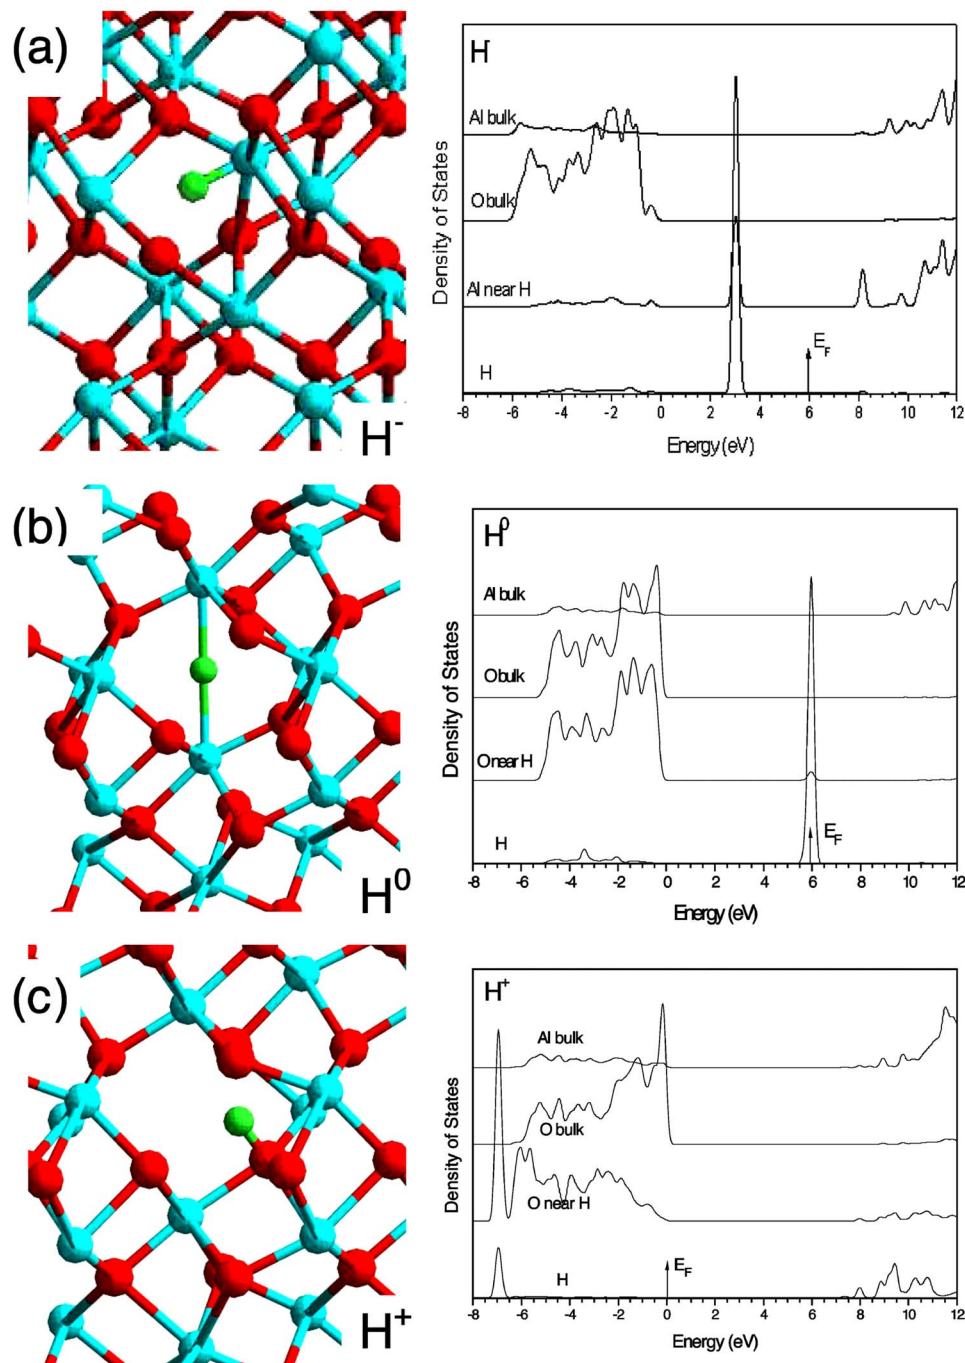 (a)
H⁻
H⁻
Al bulk
O bulk
Al near H
H
E_F
Density of States
-8 -6 -4 -2 0 2 4 6 8 10 12
Energy (eV)
(b)
H⁰
H⁰
Al bulk
O bulk
O near H
H
E_F
Density of States
-8 -6 -4 -2 0 2 4 6 8 10 12
Energy (eV)
(c)
H⁺
H⁺
Al bulk
O bulk
O near H
H
E_F
Density of States
-8 -6 -4 -2 0 2 4 6 8 10 12
Energy (eV)